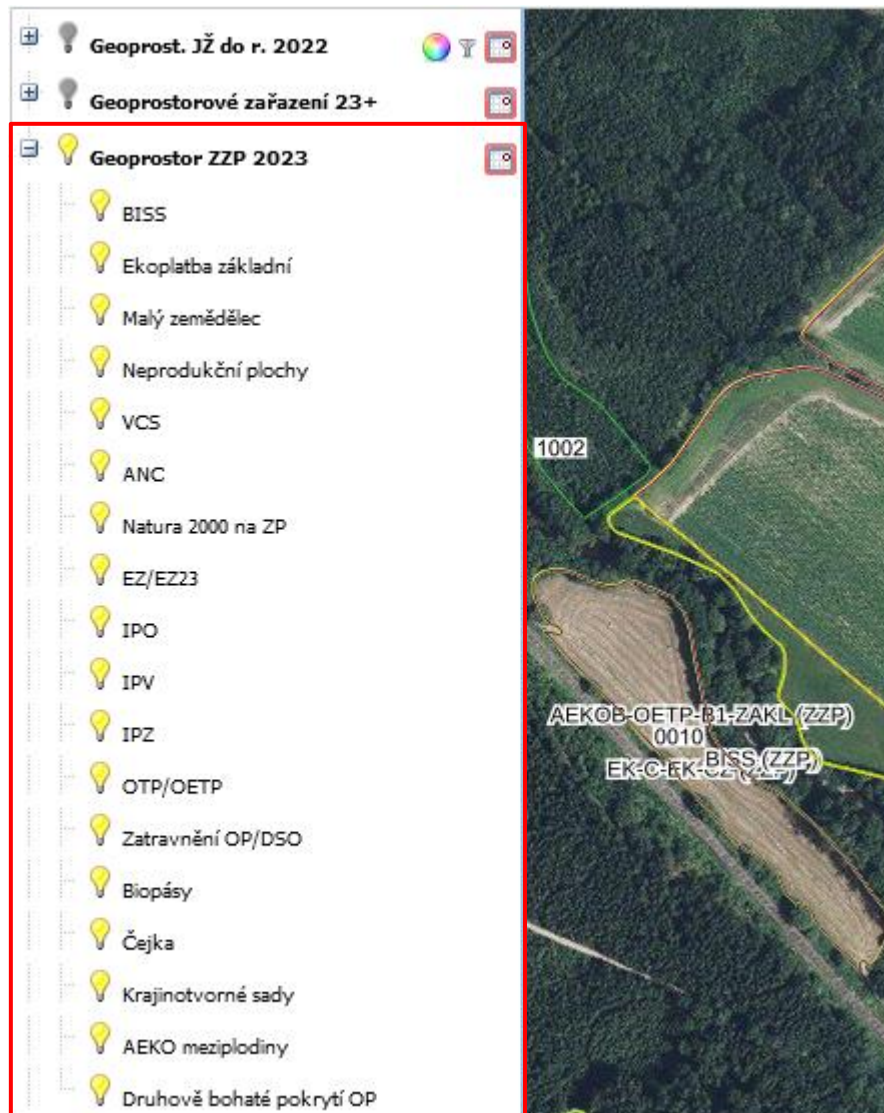 Geoprost. JŽ do r. 2022
Geoprostorové zařazení 23+
Geoprostor ZZP 2023
BISS
Ekoplatba základní
Malý zemědělec
Neprodukční plochy
VCS
ANC
Natura 2000 na ZP
EZ/EZ23
IPO
IPV
IPZ
OTP/OETP
Zatravnění OP/DSO
Biopásy
Čejka
Krajinotvorné sady
AEKO meziplodiny
Druhově bohaté pokrytí OP
1002
AEKOB-OETP-B1-ZAKL (ZZP)
0010
BISS (ZZP)